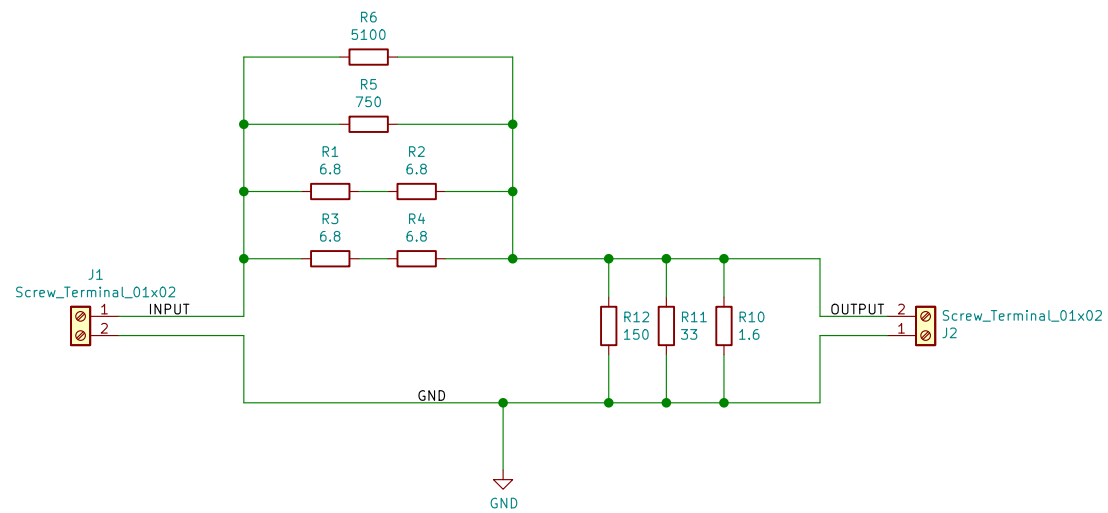 R6
5100
R5
750
R1
6.8
R2
6.8
R3
6.8
R4
6.8
J1
Screw_Terminal_01x02
1
2
INPUT
R12
150
R11
33
R10
1.6
OUTPUT
2
1
Screw_Terminal_01x02
J2
GND
GND